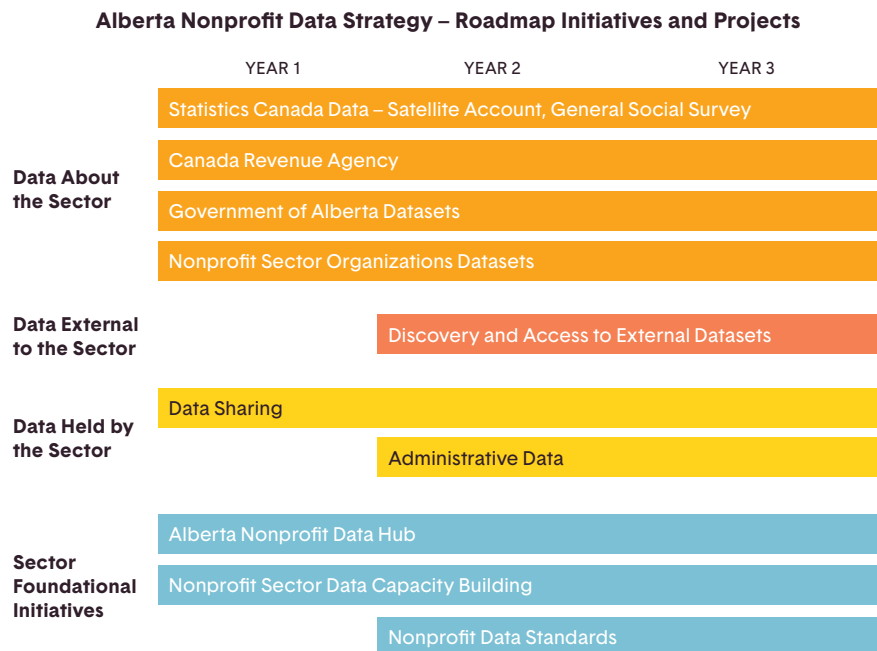 Alberta Nonprofit Data Strategy – Roadmap Initiatives and Projects
YEAR 1 YEAR 2 YEAR 3
Data About
the Sector
Statistics Canada Data – Satellite Account, General Social Survey
Canada Revenue Agency
Government of Alberta Datasets
Nonprofit Sector Organizations Datasets
Data External
to the Sector
Discovery and Access to External Datasets
Data Held by
the Sector
Data Sharing
Administrative Data
Sector
Foundational
Initiatives
Alberta Nonprofit Data Hub
Nonprofit Sector Data Capacity Building
Nonprofit Data Standards